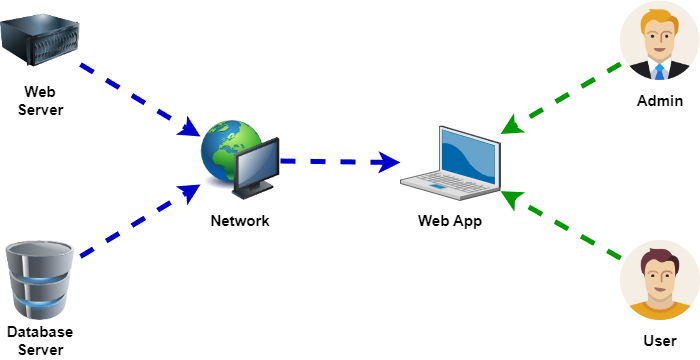 Web
Server
Admin
Network
Web App
Database
Server
User